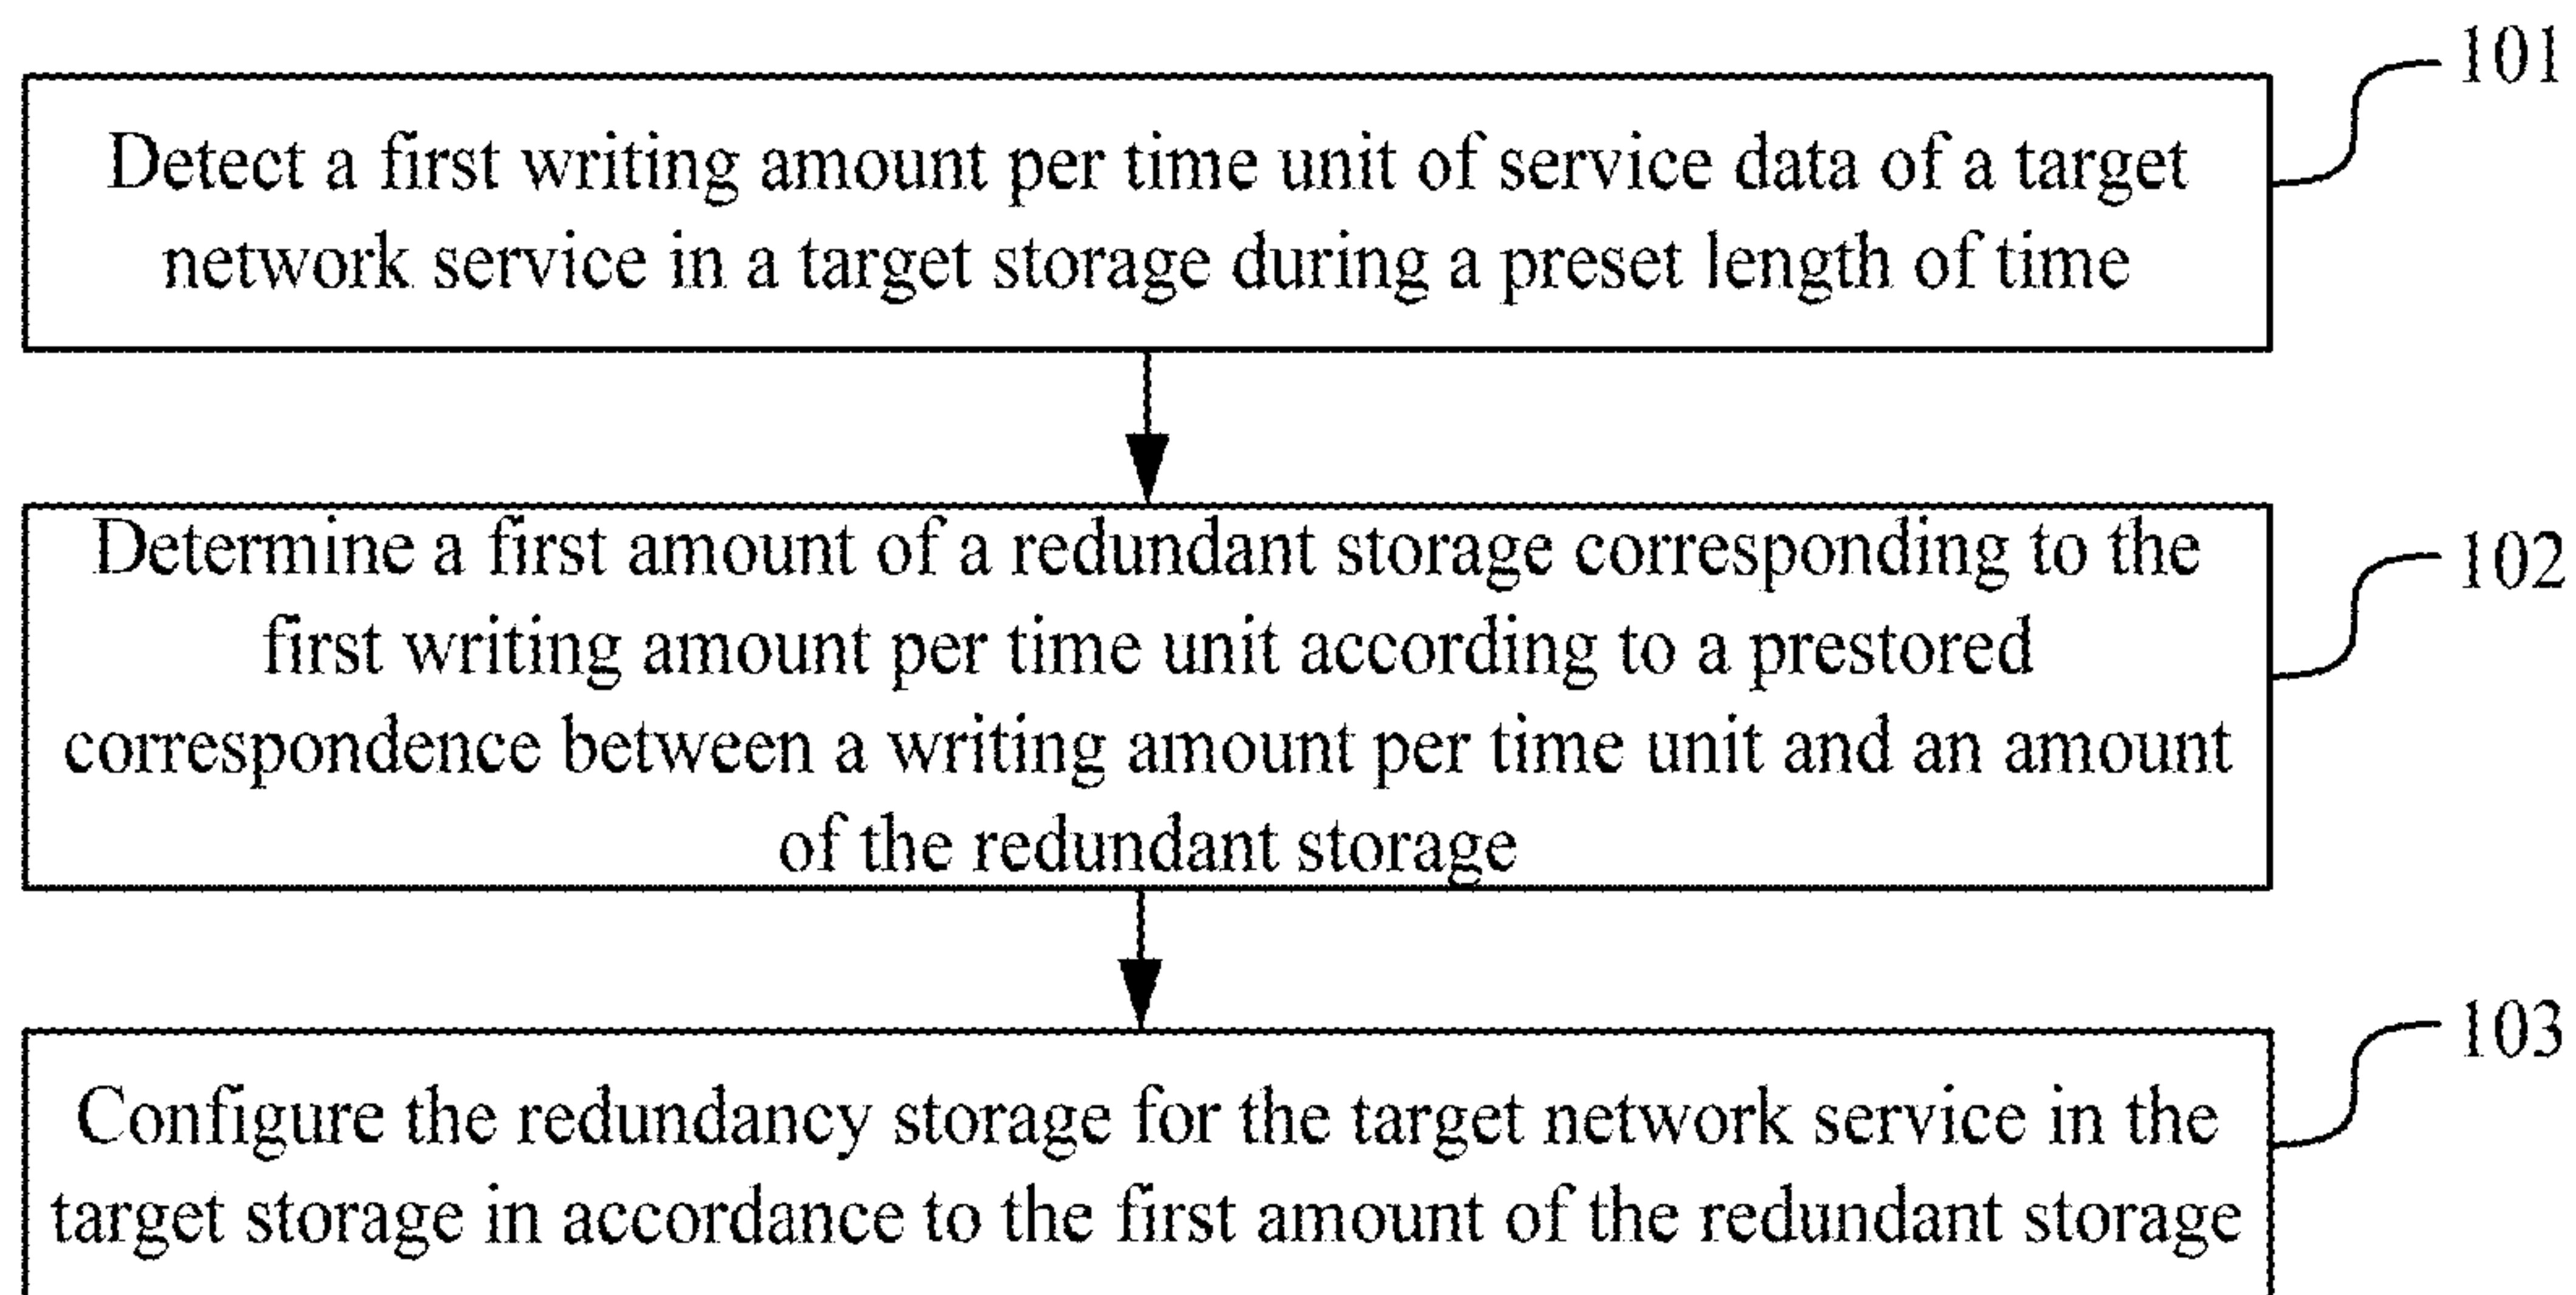 101
Detect a first writing amount per time unit of service data of a target
network service in a target storage during a preset length of time
Determine a first amount of a redundant storage corresponding to the
first writing amount per time unit according to a prestored
correspondence between a writing amount per time unit and an amount
of the redundant storage
102
Configure the redundancy storage for the target network service in the
target storage in accordance to the first amount of the redundant storage
103